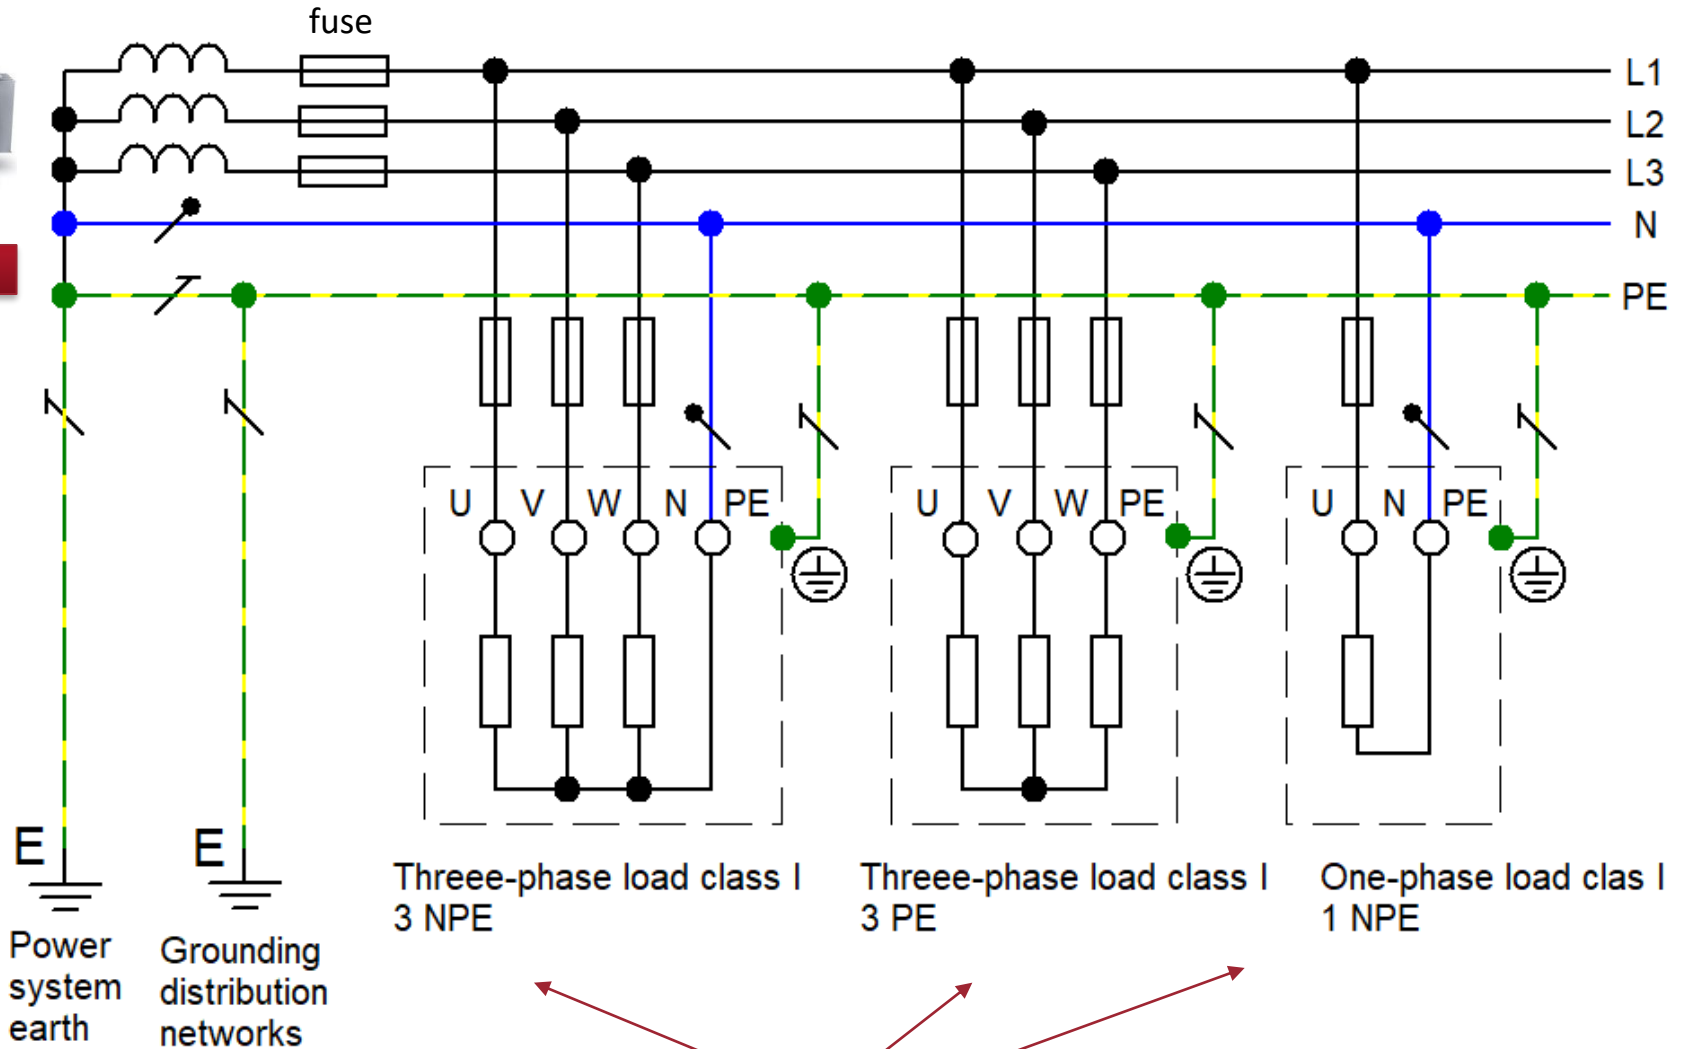 fuse
L1
L2
L3
N
PE
U V W N PE
U V W PE
U N PE
E
E
Power
system
earth
Grounding
distribution
networks
Threee-phase load class I
3 NPE
Threee-phase load class I
3 PE
One-phase load clas I
1 NPE